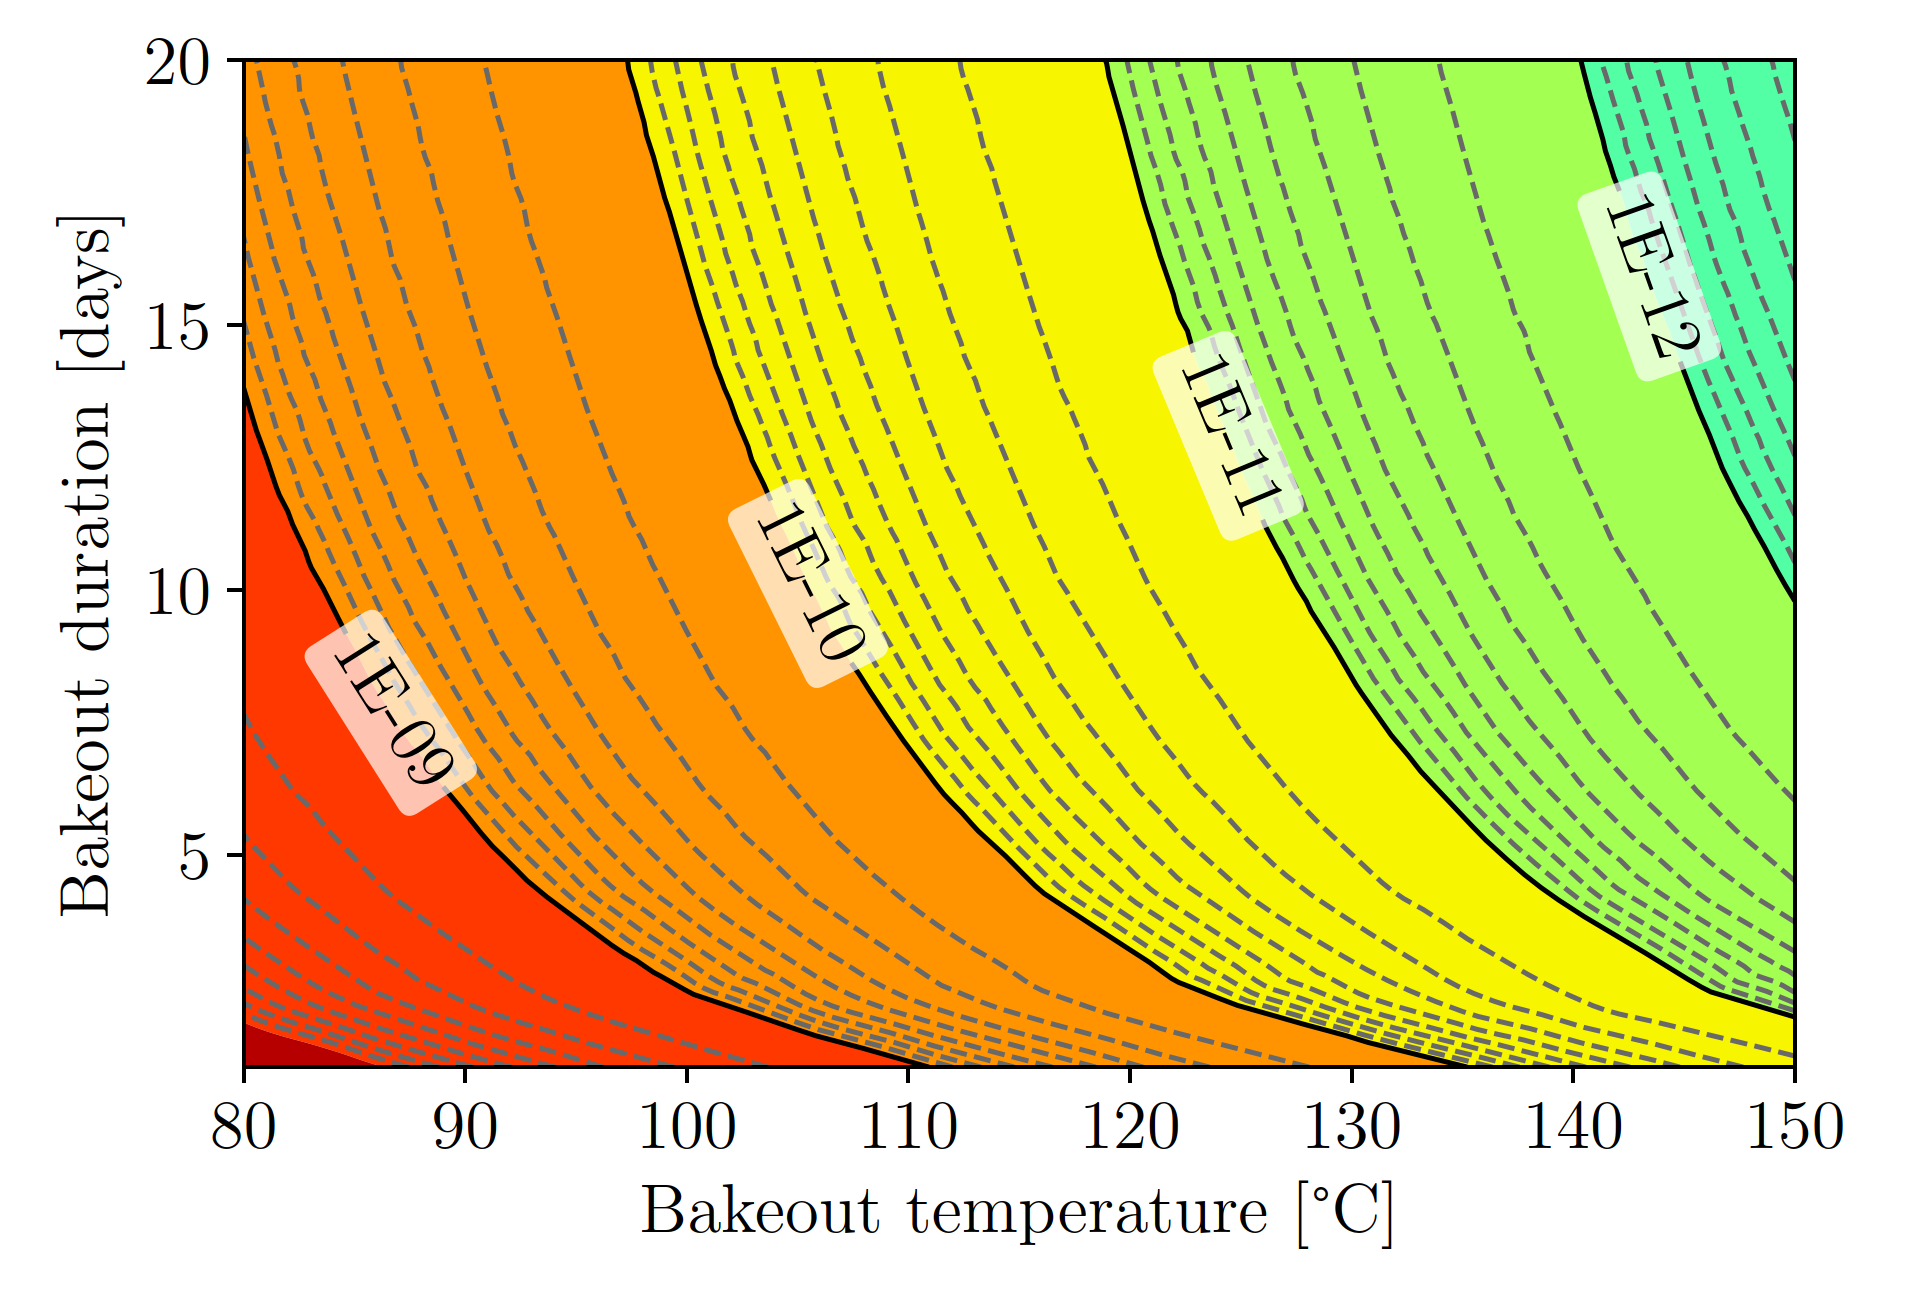 20
15
10
5
Bakeout duration [days]
1E-09
1E-10
1E-11
1E-12
80 90 100 110 120 130 140 150
Bakeout temperature [°C]